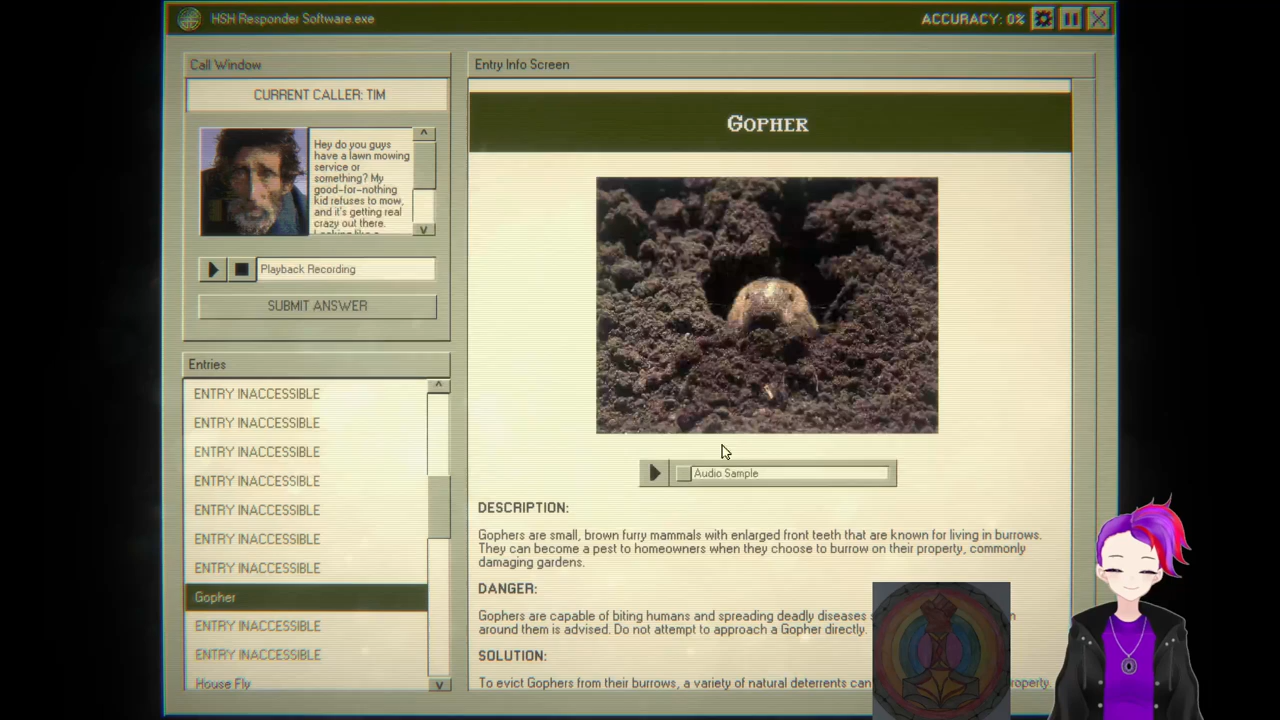 HSH Responder Software.exe
ACCURACY: 0%
Call Window
CURRENT CALLER: TIM
Hey do you guys
have a lawn mowing
service or
something? My
good-for-nothing
kid refuses to mow,
and it's getting real
crazy out there.
Playback Recording
SUBMIT ANSWER
Entries
ENTRY INACCESSIBLE
ENTRY INACCESSIBLE
ENTRY INACCESSIBLE
ENTRY INACCESSIBLE
ENTRY INACCESSIBLE
ENTRY INACCESSIBLE
ENTRY INACCESSIBLE
Gopher
ENTRY INACCESSIBLE
ENTRY INACCESSIBLE
House Fly
Entry Info Screen
GOPHER
Audio Sample
DESCRIPTION:
Gophers are small, brown furry mammals with enlarged front teeth that are known for living in burrows.
They can become a pest to homeowners when they choose to burrow on their property, commonly
damaging gardens.
DANGER:
Gophers are capable of biting humans and spreading deadly diseases
around them is advised. Do not attempt to approach a Gopher directly.
SOLUTION:
To evict Gophers from their burrows, a variety of natural deterrents can property.